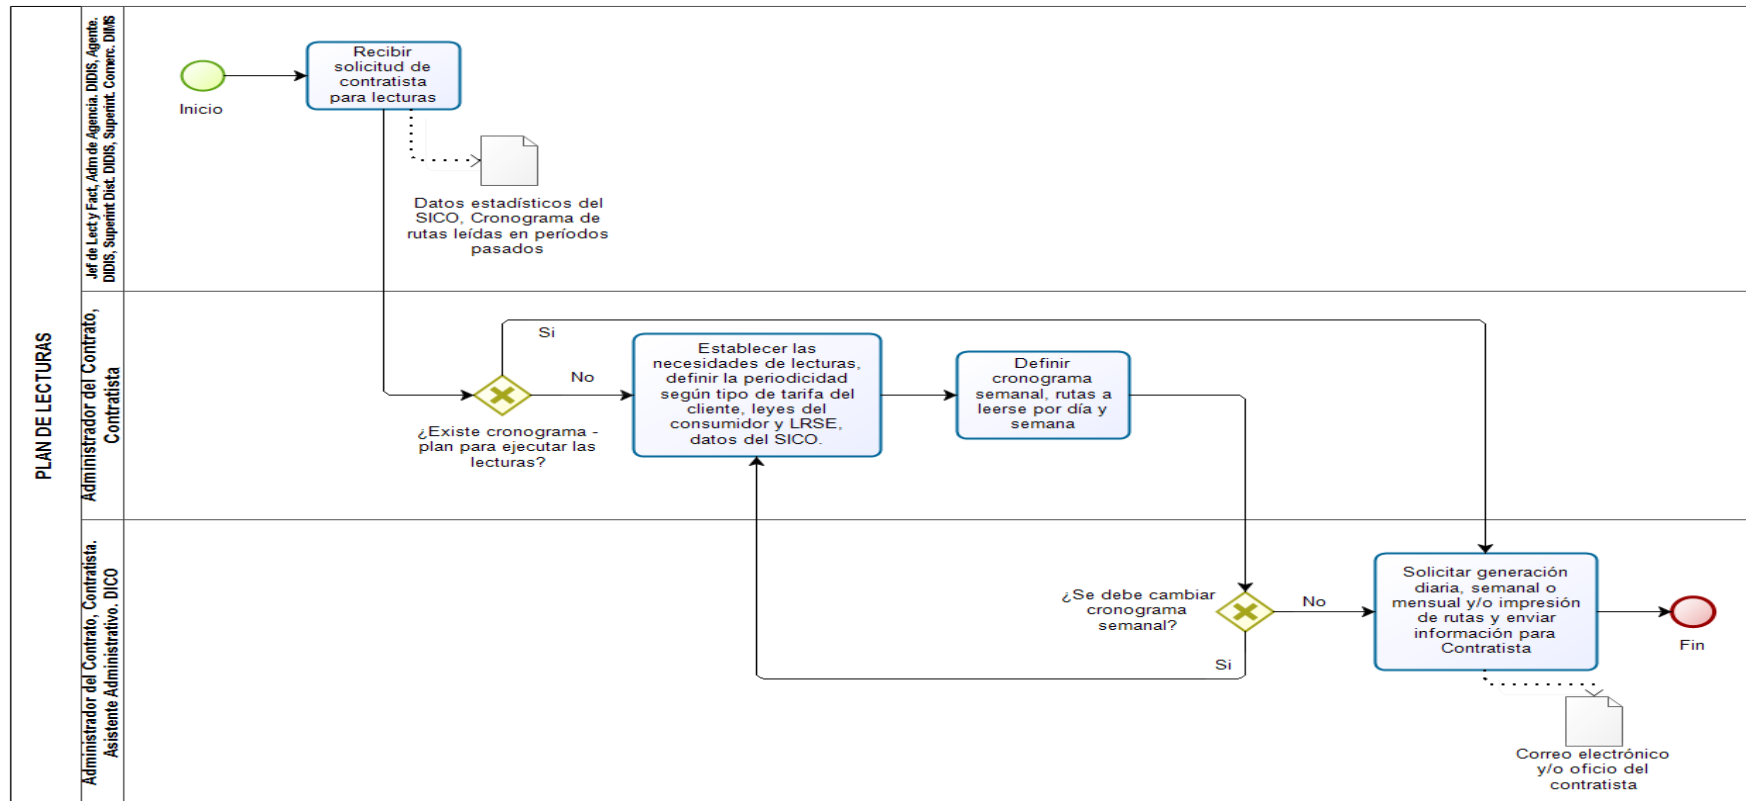 PLAN DE LECTURAS
Jef de Lect y Fact, Adm de Agencia. DIDIS, Agente.
DIDIS, Superint Dist. DIDIS, Superint. Comerc. DIMS
Inicio
Recibir
solicitud de
contratista
para lecturas
Datos estadísticos del
SICO, Cronograma de
rutas leídas en períodos
pasados
Administrador del Contrato,
Contratista
¿Existe cronograma -
plan para ejecutar las
lecturas?
Si
No
Establecer las
necesidades de lecturas,
definir la periodicidad
según tipo de tarifa del
cliente, leyes del
consumidor y LRSE,
datos del SICO.
Definir
cronograma
semanal, rutas a
leerse por día y
semana
Administrador del Contrato, Contratista.
Asistente Administrativo. DICO
¿Se debe cambiar
cronograma
semanal?
No
Si
Solicitar generación
diaria, semanal o
mensual y/o impresión
de rutas y enviar
información para
Contratista
Fin
Correo electrónico
y/o oficio del
contratista